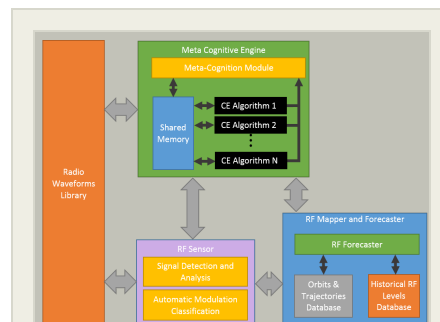 Meta Cognitive Engine
Meta-Cognition Module
Shared
Memory
CE Algorithm 1
CE Algorithm 2
CE Algorithm N
Radio
Waveforms
Library
RF Sensor
Signal Detection and
Analysis
Automatic Modulation
Classification
RF Mapper and Forecaster
RF Forecaster
Orbits &
Trajectories
Database
Historical RF
Levels
Database